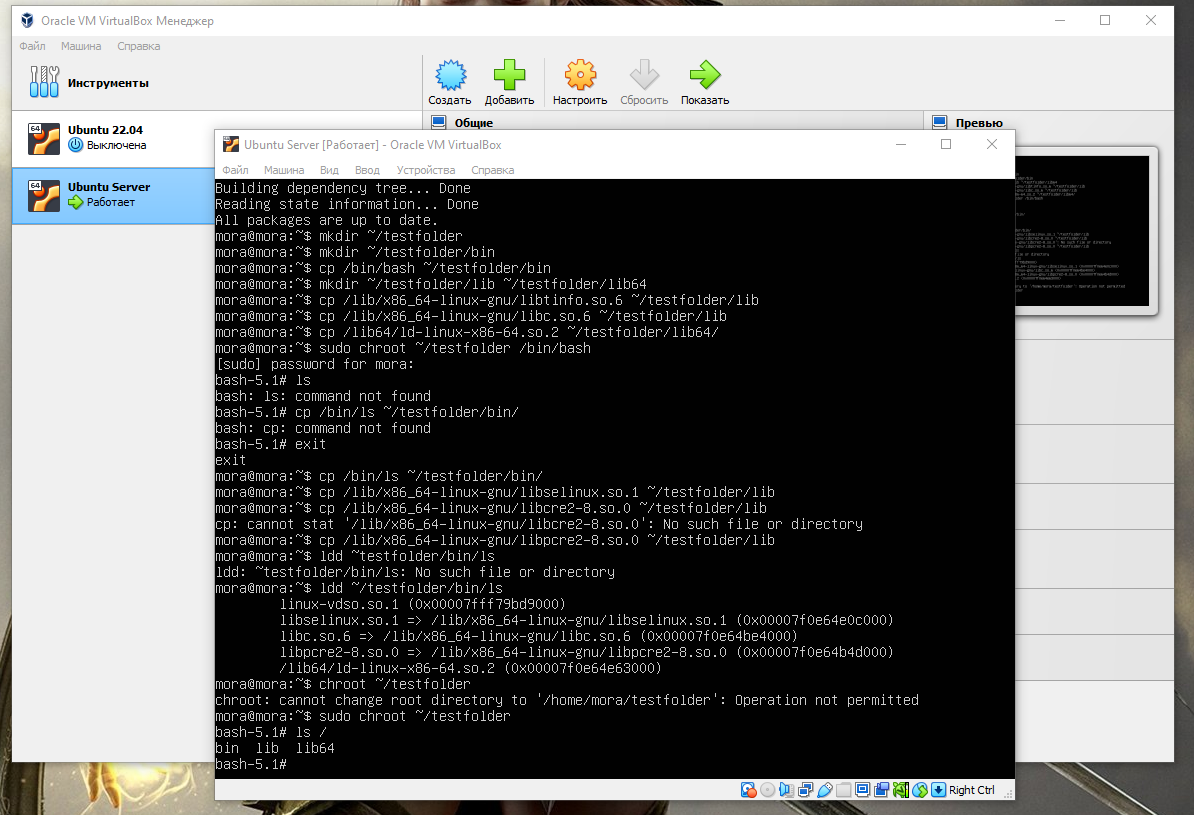 Oracle VM VirtualBox Менеджер
Файл Машина Справка
Инструменты
Создать Добавить Настроить Сбросить Показать
64 Ubuntu 22.04
Выключена
64 Ubuntu Server
Работает
Общие Превью
Ubuntu Server [Работает] - Oracle VM VirtualBox
Файл Машина Вид Ввод Устройства Справка
Building dependency tree... Done
Reading state information... Done
All packages are up to date.
mora@mora:~$ mkdir ~/testfolder
mora@mora:~$ mkdir ~/testfolder/bin
mora@mora:~$ cp /bin/bash ~/testfolder/bin
mora@mora:~$ mkdir ~/testfolder/lib ~/testfolder/lib64
mora@mora:~$ cp /lib/x86_64-linux-gnu/libtinfo.so.6 ~/testfolder/lib
mora@mora:~$ cp /lib/x86_64-linux-gnu/libc.so.6 ~/testfolder/lib
mora@mora:~$ cp /lib64/ld-linux-x86-64.so.2 ~/testfolder/lib64/
mora@mora:~$ sudo chroot ~/testfolder /bin/bash
[sudo] password for mora:
bash-5.1# ls
bash: ls: command not found
bash-5.1# cp /bin/ls ~/testfolder/bin/
bash: cp: command not found
bash-5.1# exit
exit
mora@mora:~$ cp /bin/ls ~/testfolder/bin/
mora@mora:~$ cp /lib/x86_64-linux-gnu/libselinux.so.1 ~/testfolder/lib
mora@mora:~$ cp /lib/x86_64-linux-gnu/libcre2-8.so.0 ~/testfolder/lib
cp: cannot stat '/lib/x86_64-linux-gnu/libcre2-8.so.0': No such file or directory
mora@mora:~$ cp /lib/x86_64-linux-gnu/libpcre2-8.so.0 ~/testfolder/lib
mora@mora:~$ ldd ~testfolder/bin/ls
ldd: ~testfolder/bin/ls: No such file or directory
mora@mora:~$ ldd ~/testfolder/bin/ls
linux-vdso.so.1 (0x00007fff79bd9000)
libselinux.so.1 => /lib/x86_64-linux-gnu/libselinux.so.1 (0x00007f0e64e0c000)
libc.so.6 => /lib/x86_64-linux-gnu/libc.so.6 (0x00007f0e64be4000)
libpcre2-8.so.0 => /lib/x86_64-linux-gnu/libpcre2-8.so.0 (0x00007f0e64b4d000)
/lib64/ld-linux-x86-64.so.2 (0x00007f0e64e63000)
mora@mora:~$ chroot ~/testfolder
chroot: cannot change root directory to '/home/mora/testfolder': Operation not permitted
mora@mora:~$ sudo chroot ~/testfolder
bash-5.1# ls /
bin lib lib64
bash-5.1#
Right Ctrl